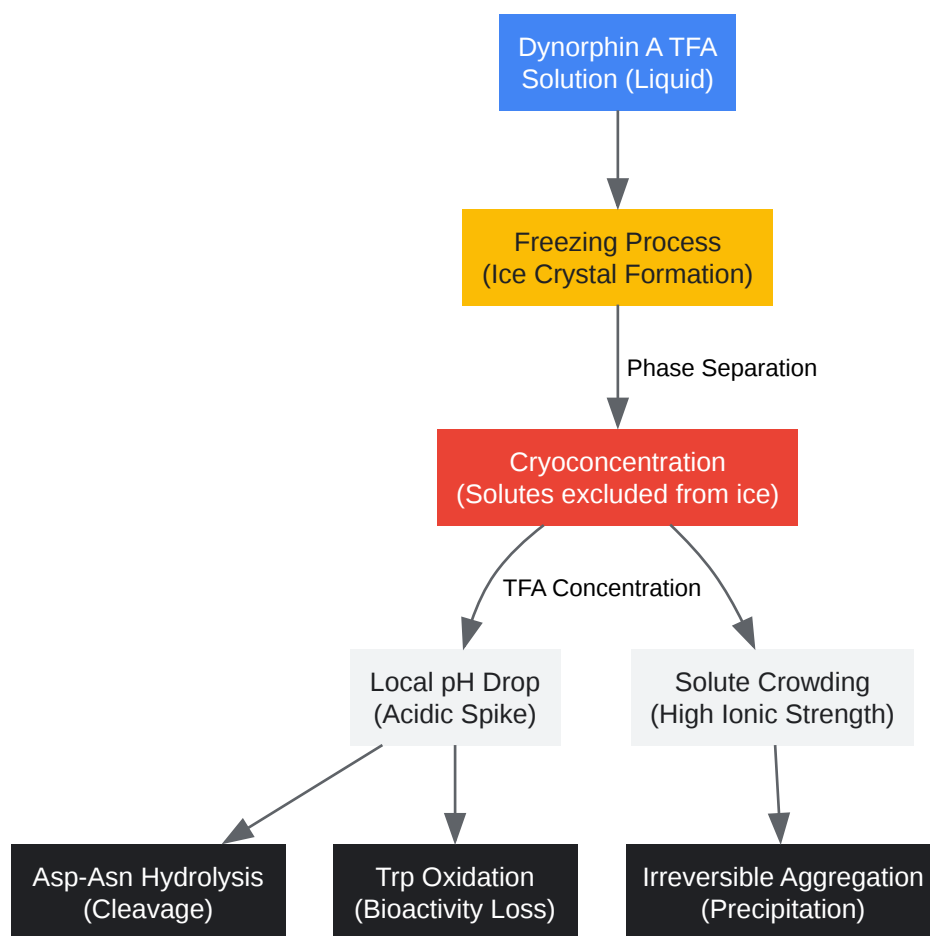 Dynorphin A TFA
Solution (Liquid)
Freezing Process
(Ice Crystal Formation)
Phase Separation
Cryoconcentration
(Solutes excluded from ice)
TFA Concentration
Local pH Drop
(Acidic Spike)
Solute Crowding
(High Ionic Strength)
Asp-Asn Hydrolysis
(Cleavage)
Trp Oxidation
(Bioactivity Loss)
Irreversible Aggregation
(Precipitation)